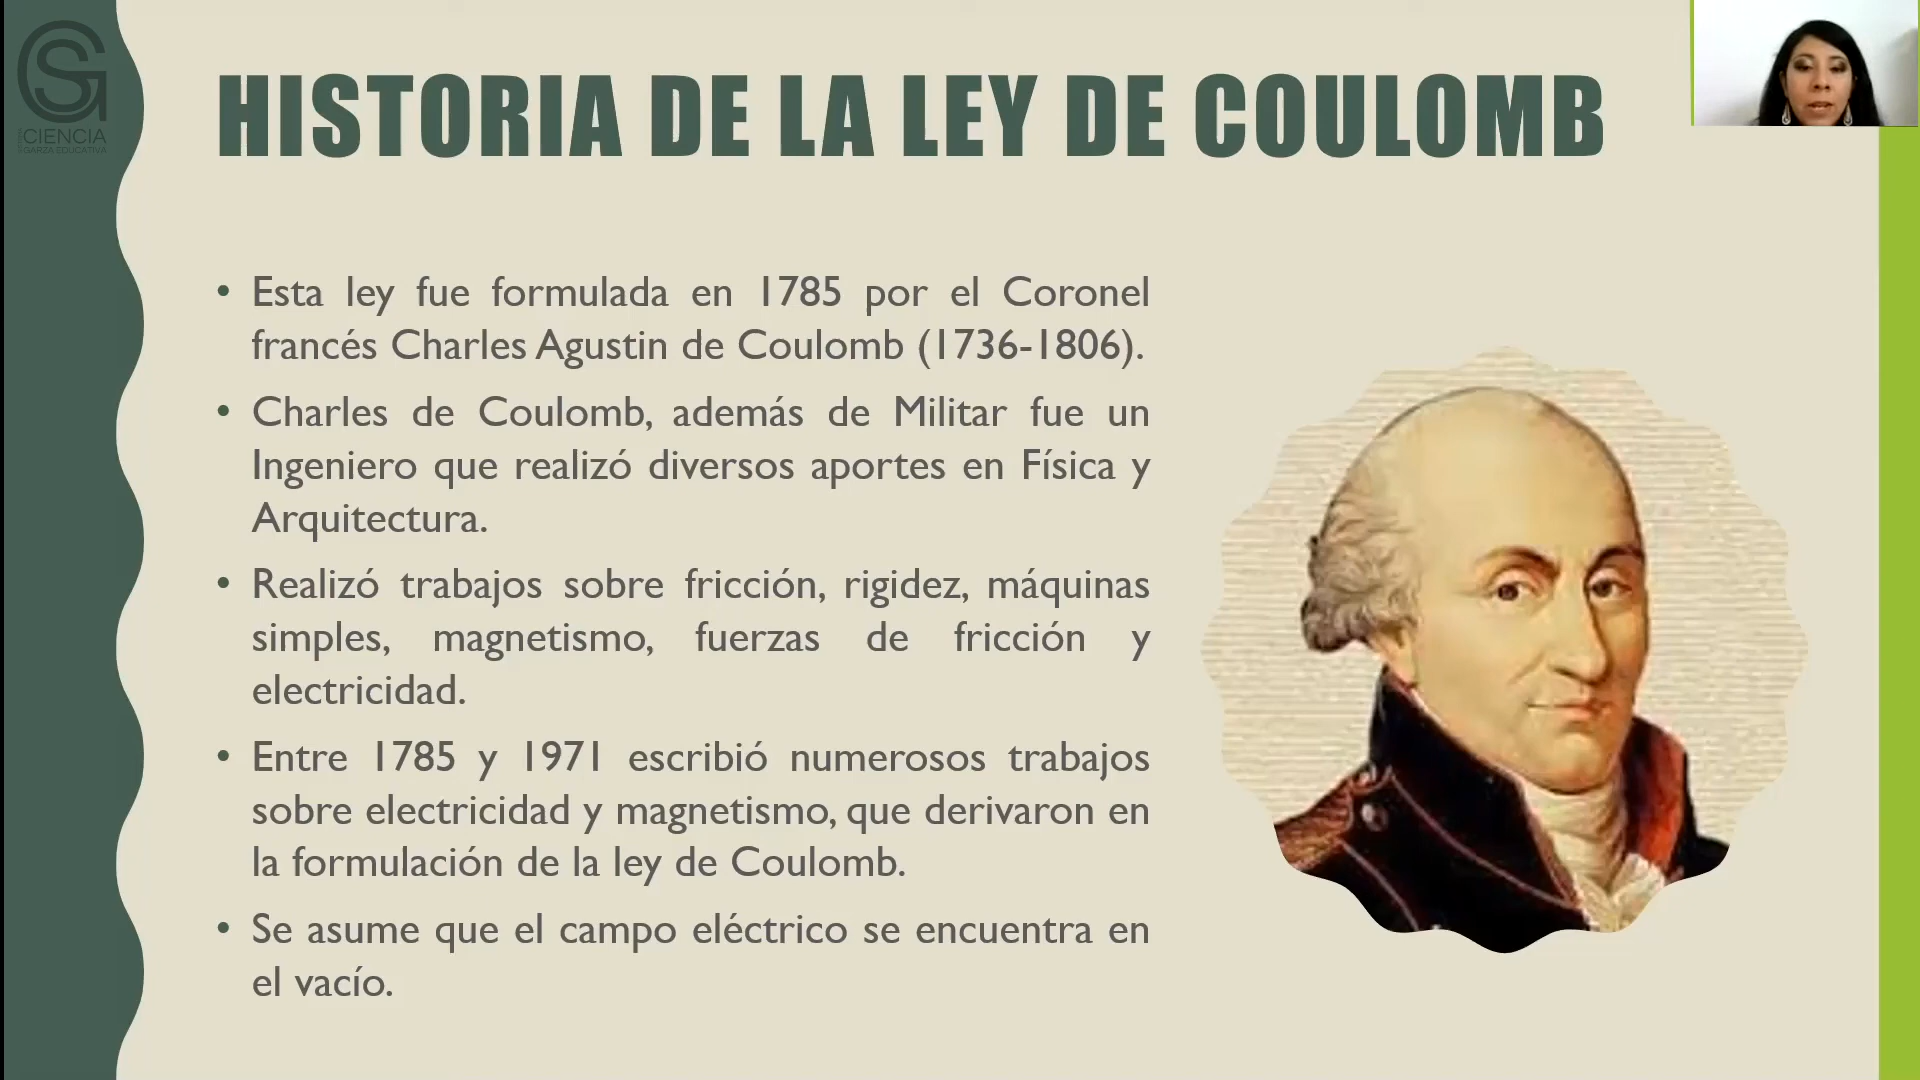 CIENCIA
GARZA EDUCATIVA
HISTORIA DE LA LEY DE COULOMB
• Esta ley fue formulada en 1785 por el Coronel
francés Charles Agustin de Coulomb (1736-1806).
• Charles de Coulomb, además de Militar fue un
Ingeniero que realizó diversos aportes en Física y
Arquitectura.
• Realizó trabajos sobre fricción, rigidez, máquinas
simples, magnetismo, fuerzas de fricción y
electricidad.
• Entre 1785 y 1971 escribió numerosos trabajos
sobre electricidad y magnetismo, que derivaron en
la formulación de la ley de Coulomb.
• Se asume que el campo eléctrico se encuentra en
el vacío.